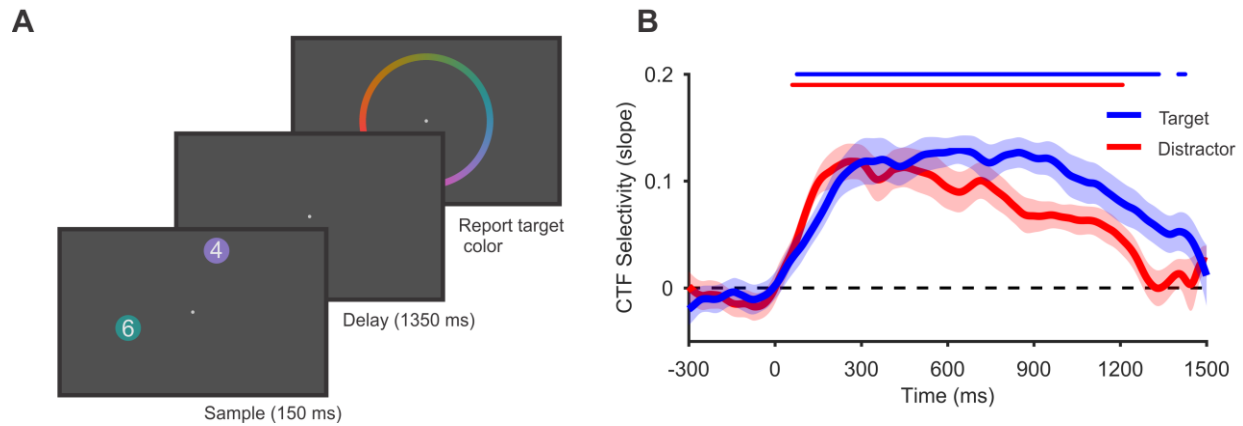 A
4
6
Sample (150 ms)
Delay (1350 ms)
Report target
color
B
CTF Selectivity (slope)
0.2
0.1
0
-300
0
300
600
900
1200
1500
Time (ms)
Target
Distractor